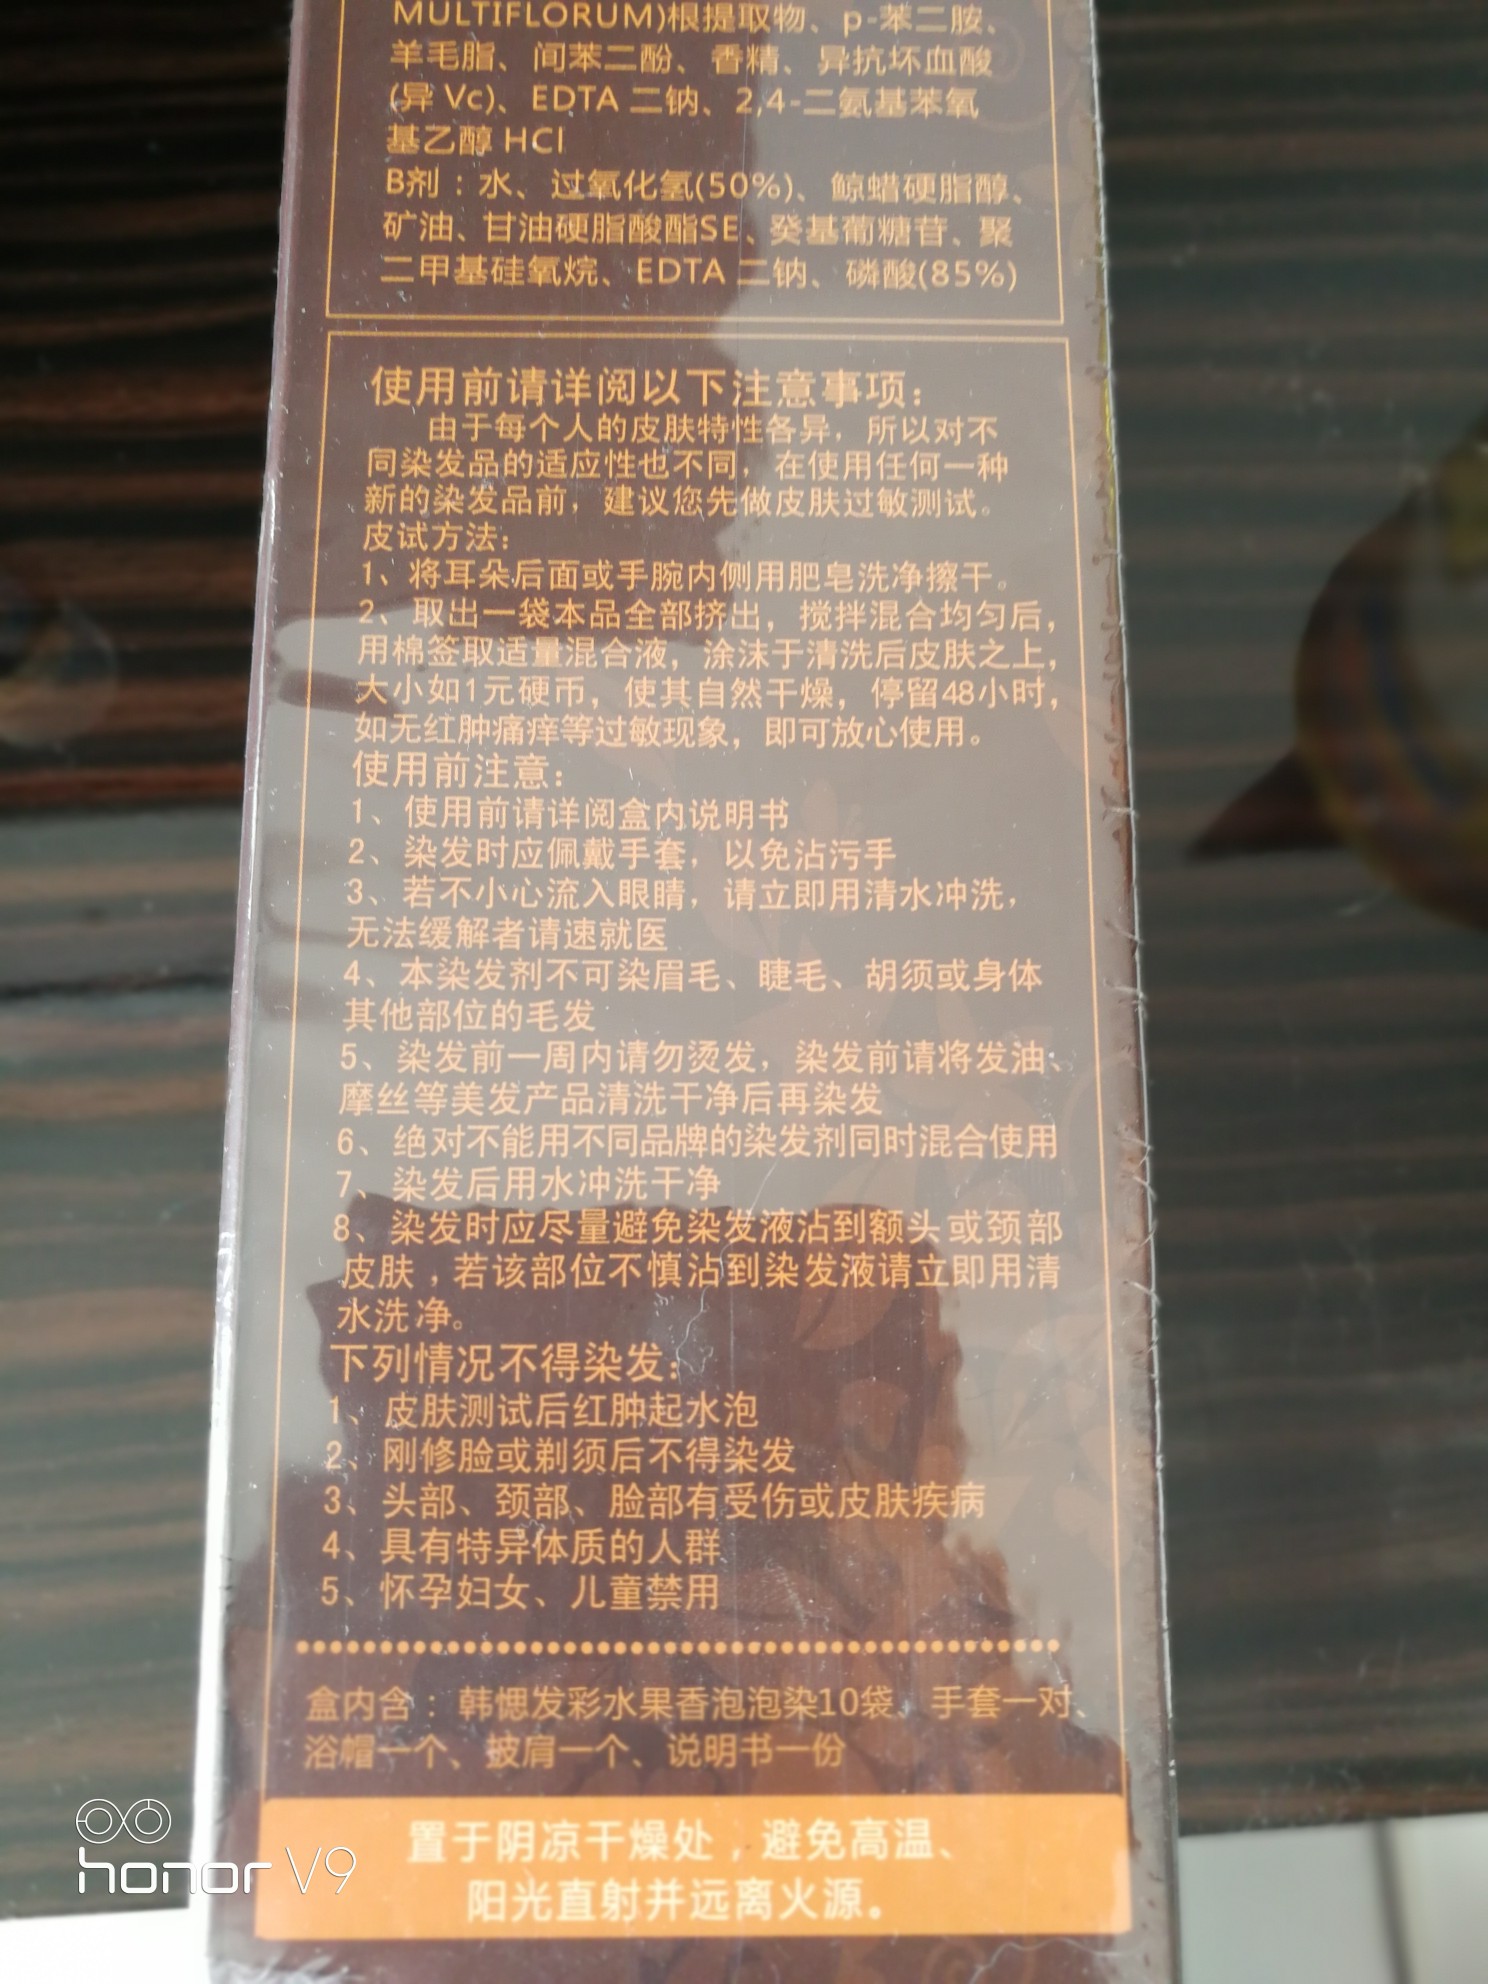 MULTIFLORUM)根提取物、p-苯二胺、
羊毛脂、间苯二酚、香精、异抗坏血酸
(异 Vc)、EDTA 二钠、2,4-二氨基苯氧
基乙醇 HCl
B剂：水、过氧化氢(50%)、鲸蜡硬脂醇、
矿油、甘油硬脂酸酯SE、癸基葡糖苷、聚
二甲基硅氧烷、EDTA 二钠、磷酸(85%)
使用前请详阅以下注意事项：
由于每个人的皮肤特性各异，所以对不
同染发品的适应性也不同，在使用任何一种
新的染发品前，建议您先做皮肤过敏测试。
皮试方法：
1、将耳朵后面或手腕内侧用肥皂洗净擦干。
2、取出一袋本品全部挤出，搅拌混合均匀后，
用棉签取适量混合液，涂沫于清洗后皮肤之上，
大小如1元硬币，使其自然干燥，停留48小时，
如无红肿痛痒等过敏现象，即可放心使用。
使用前注意：
1、使用前请详阅盒内说明书
2、染发时应佩戴手套，以免沾污手
3、若不小心流入眼睛，请立即用清水冲洗，
无法缓解者请速就医
4、本染发剂不可染眉毛、睫毛、胡须或身体
其他部位的毛发
5、染发前一周内请勿烫发，染发前请将发油、
摩丝等美发产品清洗干净后再染发
6、绝对不能用不同品牌的染发剂同时混合使用
7、染发后用水冲洗干净
8、染发时应尽量避免染发液沾到额头或颈部
皮肤，若该部位不慎沾到染发液请立即用清
水洗净。
下列情况不得染发：
1、皮肤测试后红肿起水泡
2、刚修脸或剃须后不得染发
3、头部、颈部、脸部有受伤或皮肤疾病
4、具有特异体质的人群
5、怀孕妇女、儿童禁用
盒内含：韩愢发彩水果香泡泡染10袋、手套一对、
浴帽一个、披肩一个、说明书一份
置于阴凉干燥处，避免高温、
阳光直射并远离火源。
honor V9